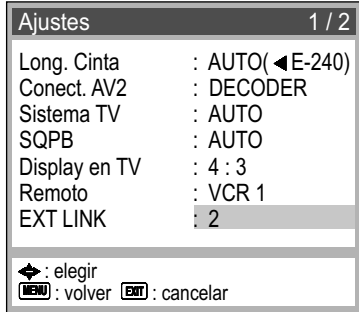 Ajustes 1 / 2
Long. Cinta : AUTO(◀E-240)
Conect. AV2 : DECODER
Sistema TV : AUTO
SQPB : AUTO
Display en TV : 4 : 3
Remoto : VCR 1
EXT LINK : 2
: elegir
MENU : volver EXIT : cancelar